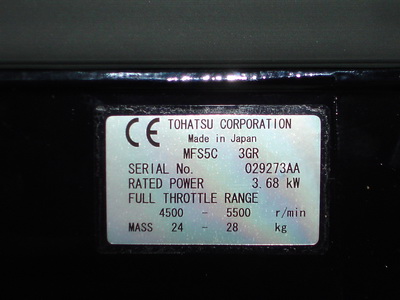 CE TOHATSU CORPORATION
Made in Japan
MFS5C 3GR
SERIAL No. 029273AA
RATED POWER 3.68 kW
FULL THROTTLE RANGE
4500 - 5500 r/min
MASS 24 - 28 kg